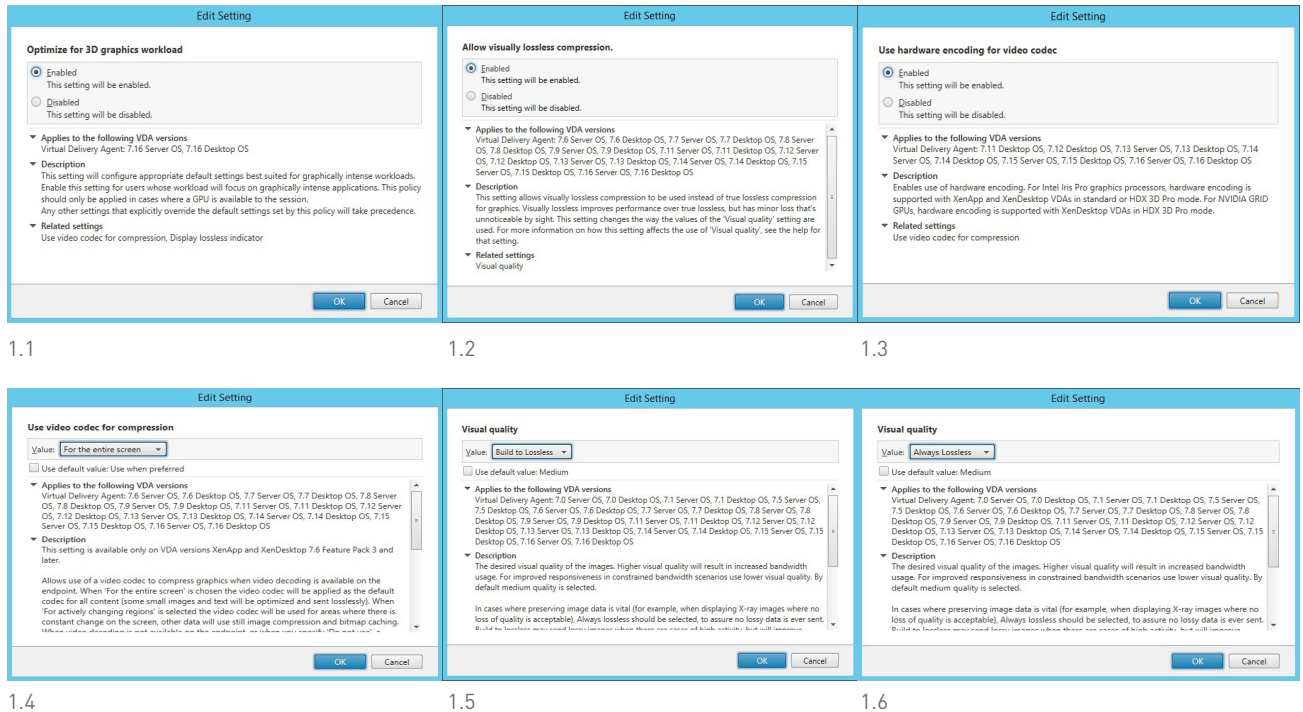 Edit Setting
Optimize for 3D graphics workload
Enabled
This setting will be enabled.
Disabled
This setting will be disabled.
Applies to the following VDA versions
Virtual Delivery Agent: 7.16 Server OS, 7.16 Desktop OS
Description
This setting will configure appropriate default settings best suited for graphically intense workloads.
Enable this setting for users whose workload will focus on graphically intense applications. This policy
should only be applied in cases where a GPU is available to the session.
Any other settings that explicitly override the default settings set by this policy will take precedence.
Related settings
Use video codec for compression, Display lossless indicator
OK
Cancel
1.1
Edit Setting
Allow visually lossless compression.
Enabled
This setting will be enabled.
Disabled
This setting will be disabled.
Applies to the following VDA versions
Virtual Delivery Agent: 7.6 Server OS, 7.6 Desktop OS, 7.7 Server OS, 7.7 Desktop OS, 7.8 Server
OS, 7.8 Desktop OS, 7.9 Server OS, 7.9 Desktop OS, 7.11 Server OS, 7.11 Desktop OS, 7.12 Server
OS, 7.12 Desktop OS, 7.13 Server OS, 7.13 Desktop OS, 7.14 Server OS, 7.14 Desktop OS, 7.15
Server OS, 7.15 Desktop OS, 7.16 Server OS, 7.16 Desktop OS
Description
This setting allows visually lossless compression to be used instead of true lossless compression
for graphics. Visually lossless improves performance over true lossless, but has minor loss that's
unnoticeable by sight. This setting changes the way the values of the 'Visual quality' setting are
used. For more information on how this setting affects the use of 'Visual quality', see the help for
that setting.
Related settings
Visual quality
OK
Cancel
1.2
Edit Setting
Use hardware encoding for video codec
Enabled
This setting will be enabled.
Disabled
This setting will be disabled.
Applies to the following VDA versions
Virtual Delivery Agent: 7.11 Desktop OS, 7.12 Desktop OS, 7.13 Server OS, 7.13 Desktop OS, 7.14
Server OS, 7.14 Desktop OS, 7.15 Server OS, 7.15 Desktop OS, 7.16 Server OS, 7.16 Desktop OS
Description
Enables use of hardware encoding. For Intel Iris Pro graphics processors, hardware encoding is
supported with XenApp and XenDesktop VDAs in standard or HDX 3D Pro mode. For NVIDIA GRID
GPUs, hardware encoding is supported with XenDesktop VDAs in HDX 3D Pro mode.
Related settings
Use video codec for compression
OK
Cancel
1.3
Edit Setting
Use video codec for compression
Value: For the entire screen
Use default value: Use when preferred
Applies to the following VDA versions
Virtual Delivery Agent: 7.6 Server OS, 7.6 Desktop OS, 7.7 Server OS, 7.7 Desktop OS, 7.8 Server
OS, 7.8 Desktop OS, 7.9 Server OS, 7.9 Desktop OS, 7.11 Server OS, 7.11 Desktop OS, 7.12 Server
OS, 7.12 Desktop OS, 7.13 Server OS, 7.13 Desktop OS, 7.14 Server OS, 7.14 Desktop OS, 7.15
Server OS, 7.15 Desktop OS, 7.16 Server OS, 7.16 Desktop OS
Description
This setting is available only on VDA versions XenApp and XenDesktop 7.6 Feature Pack 3 and
later.
Allows use of a video codec to compress graphics when video decoding is available on the
endpoint. When 'For the entire screen' is chosen the video codec will be applied as the default
codec for all content (some small images and text will be optimized and sent losslessly). When
'For actively changing regions' is selected the video codec will be used for areas where there is
constant change on the screen, other data will use still image compression and bitmap caching.
When video decoding is not available on the endpoint, or when you specify 'Do not use', a
OK
Cancel
1.4
Edit Setting
Visual quality
Value: Build to Lossless
Use default value: Medium
Applies to the following VDA versions
Virtual Delivery Agent: 7.0 Server OS, 7.0 Desktop OS, 7.1 Server OS, 7.1 Desktop OS, 7.5 Server OS,
7.5 Desktop OS, 7.6 Server OS, 7.6 Desktop OS, 7.7 Server OS, 7.7 Desktop OS, 7.8 Server OS, 7.8
Desktop OS, 7.9 Server OS, 7.9 Desktop OS, 7.11 Server OS, 7.11 Desktop OS, 7.12 Server OS, 7.12
Desktop OS, 7.13 Server OS, 7.13 Desktop OS, 7.14 Server OS, 7.14 Desktop OS, 7.15 Server OS, 7.15
Desktop OS, 7.16 Server OS, 7.16 Desktop OS
Description
The desired visual quality of the images. Higher visual quality will result in increased bandwidth
usage. For improved responsiveness in constrained bandwidth scenarios use lower visual quality. By
default medium quality is selected.
In cases where preserving image data is vital (for example, when displaying X-ray images where no
loss of quality is acceptable), Always lossless should be selected, to assure no lossy data is ever sent.
Build to lossless may send lossy images when there are cases of high activity, but will improve
OK
Cancel
1.5
Edit Setting
Visual quality
Value: Always Lossless
Use default value: Medium
Applies to the following VDA versions
Virtual Delivery Agent: 7.0 Server OS, 7.0 Desktop OS, 7.1 Server OS, 7.1 Desktop OS, 7.5 Server OS,
7.5 Desktop OS, 7.6 Server OS, 7.6 Desktop OS, 7.7 Server OS, 7.7 Desktop OS, 7.8 Server OS, 7.8
Desktop OS, 7.9 Server OS, 7.9 Desktop OS, 7.11 Server OS, 7.11 Desktop OS, 7.12 Server OS, 7.12
Desktop OS, 7.13 Server OS, 7.13 Desktop OS, 7.14 Server OS, 7.14 Desktop OS, 7.15 Server OS, 7.15
Desktop OS, 7.16 Server OS, 7.16 Desktop OS
Description
The desired visual quality of the images. Higher visual quality will result in increased bandwidth
usage. For improved responsiveness in constrained bandwidth scenarios use lower visual quality. By
default medium quality is selected.
In cases where preserving image data is vital (for example, when displaying X-ray images where no
loss of quality is acceptable), Always lossless should be selected, to assure no lossy data is ever sent.
Build to lossless may send lossy images when there are cases of high activity, but will improve
OK
Cancel
1.6